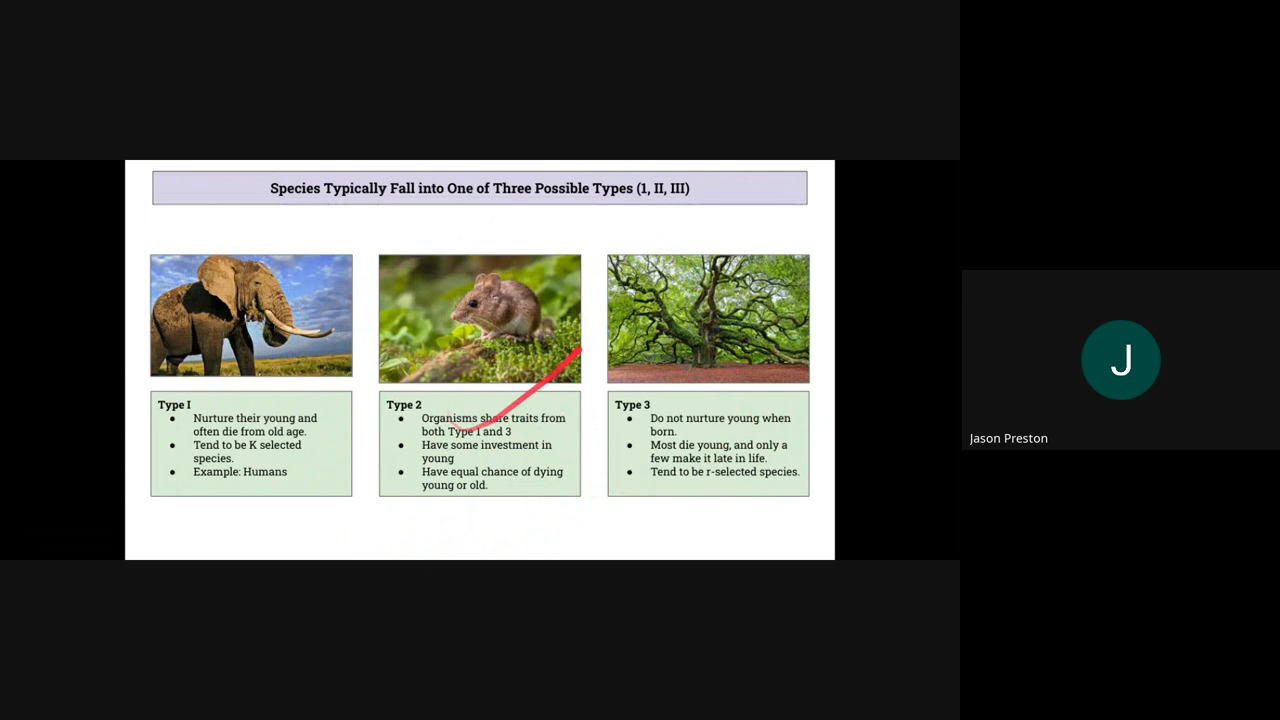 Species Typically Fall into One of Three Possible Types (1, II, III)
Type I
● Nurture their young and
often die from old age.
● Tend to be K selected
species.
● Example: Humans
Type 2
● Organisms share traits from
both Type 1 and 3
● Have some investment in
young
● Have equal chance of dying
young or old.
Type 3
● Do not nurture young when
born.
● Most die young, and only a
few make it late in life.
● Tend to be r-selected species.
J
Jason Preston